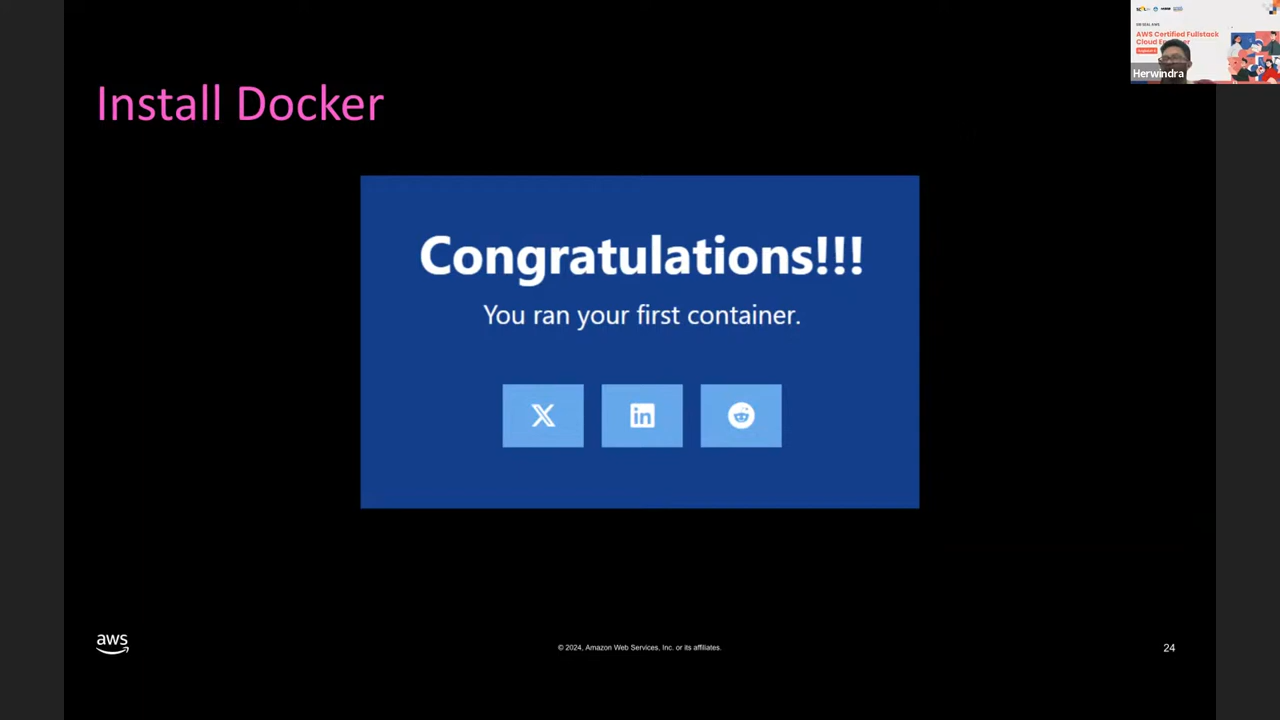 AWS Certified Fullstack
Herwindra
Install Docker
Congratulations!!!
You ran your first container.
X
in
aws
© 2024, Amazon Web Services, Inc. or its affiliates.
24